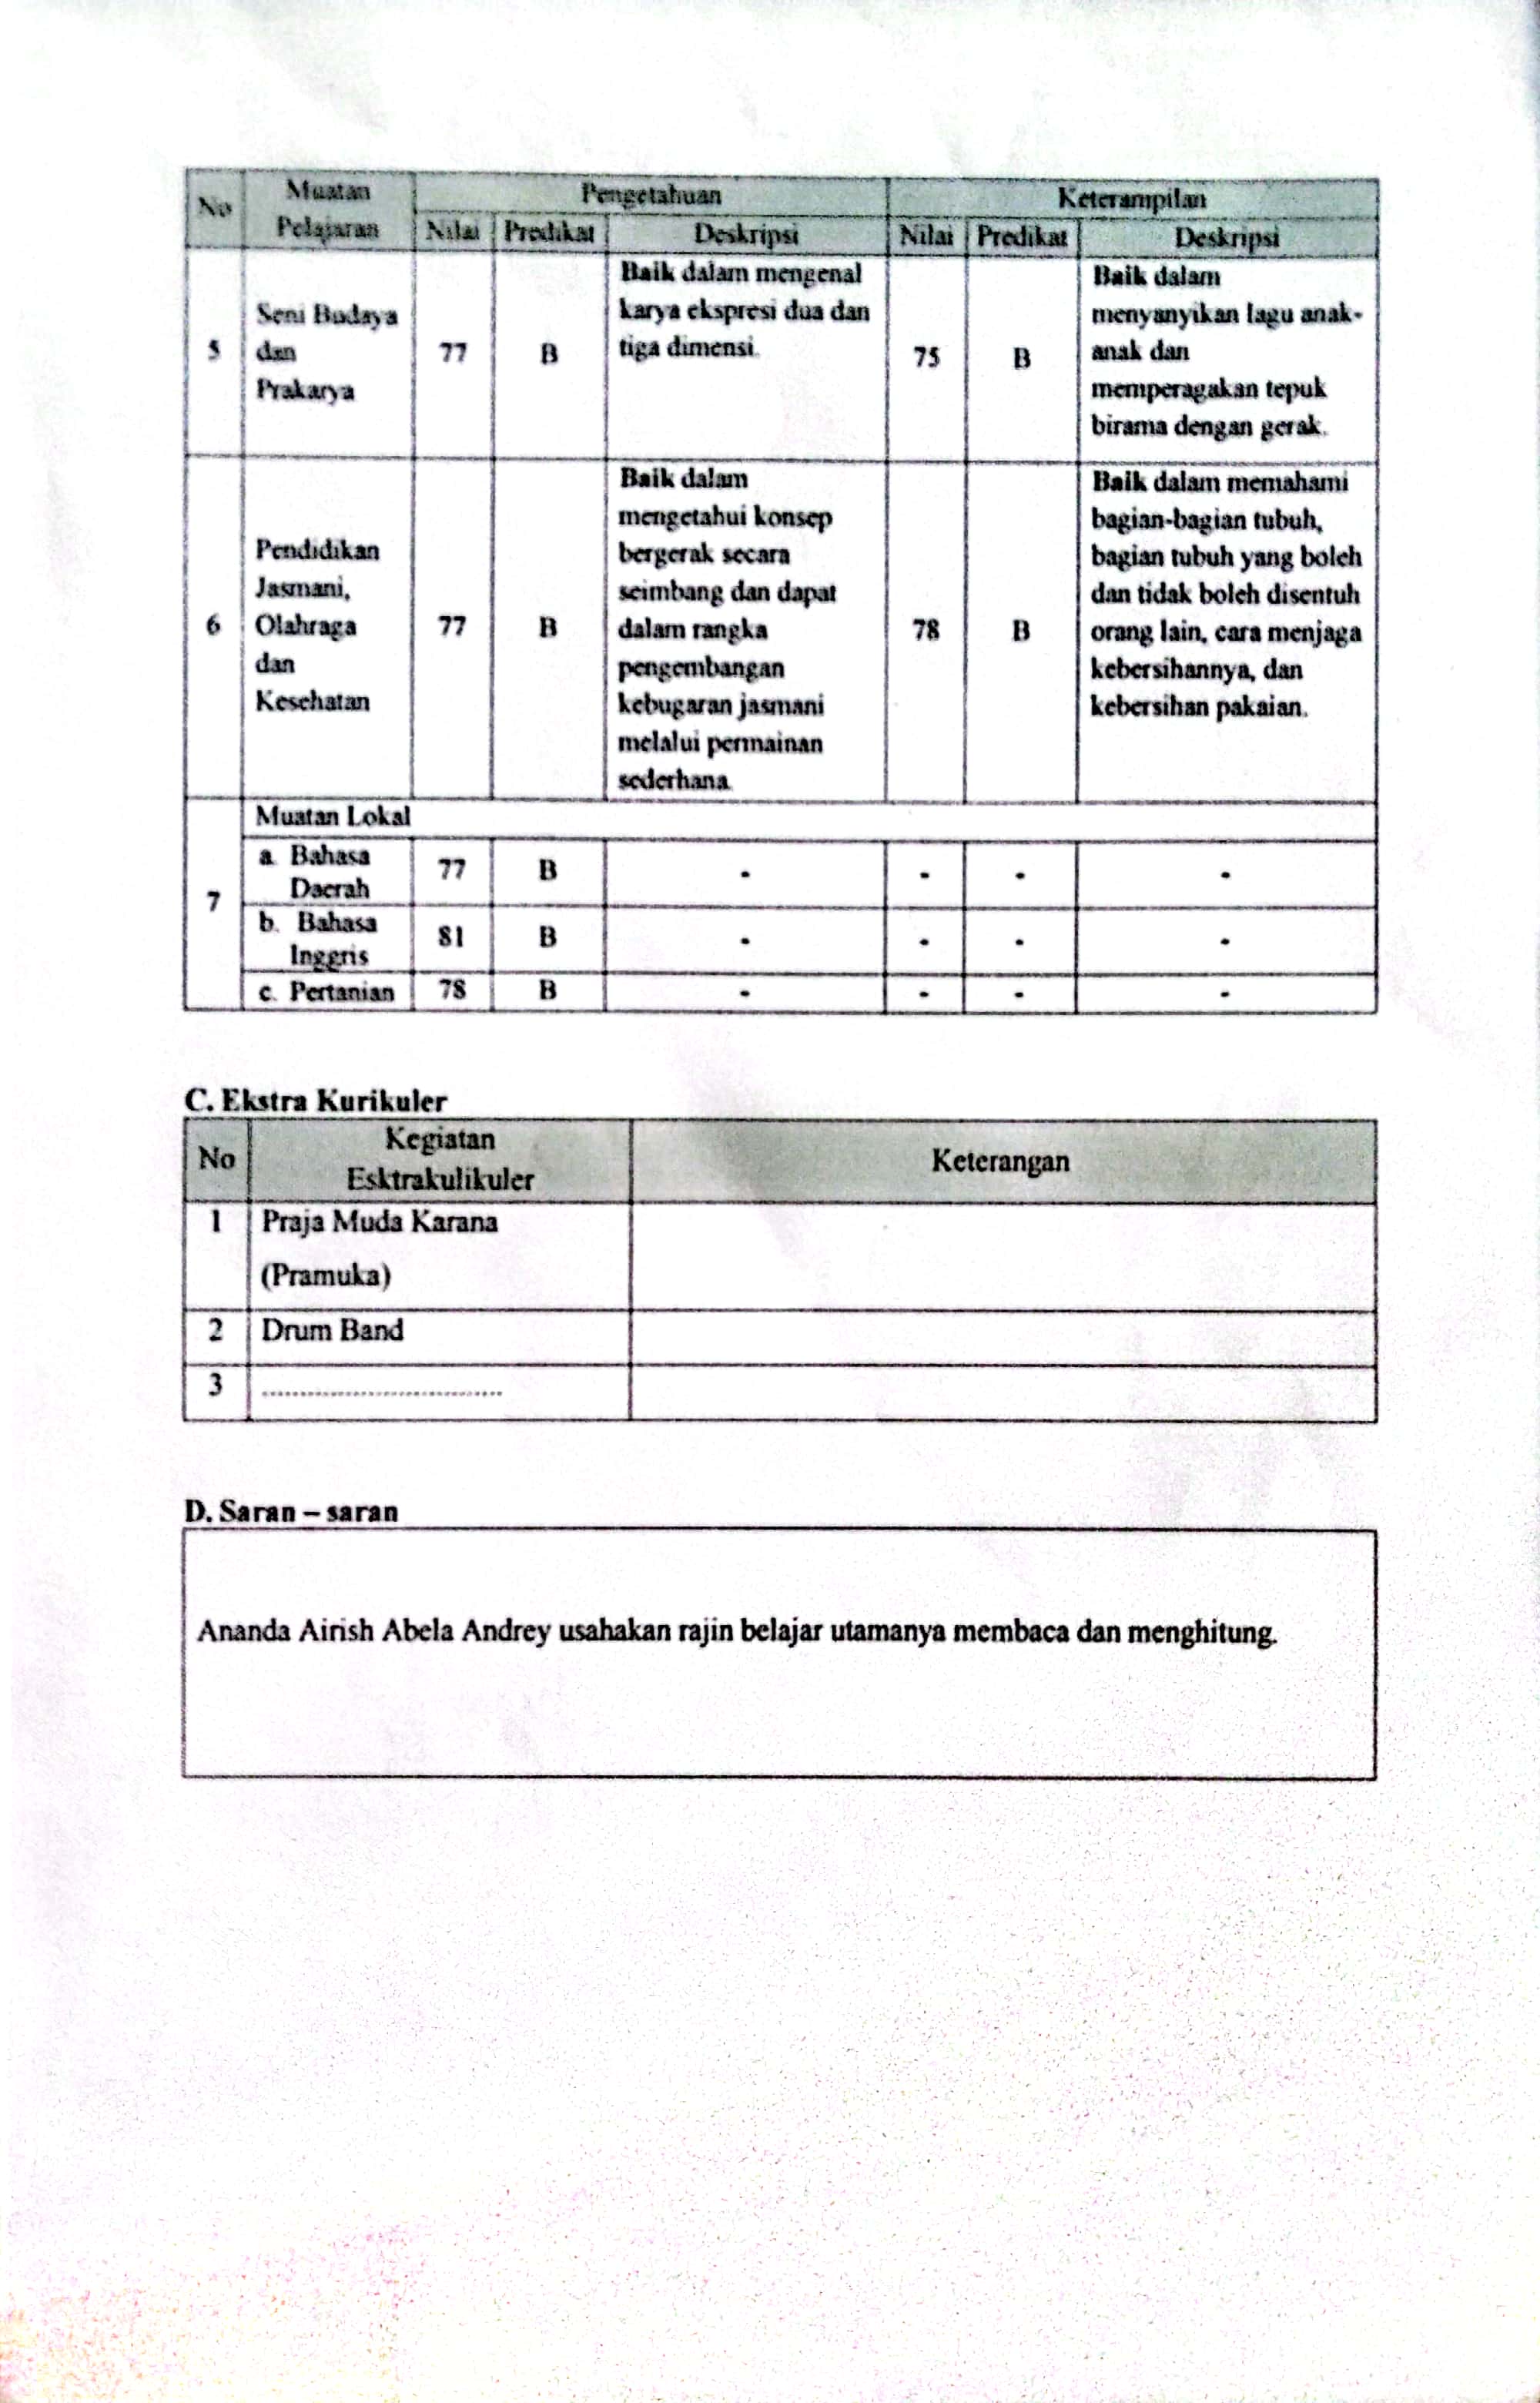 No Muatan Pelajaran Pengetahuan Keterampilan
Nilai Predikat Deskripsi Nilai Predikat Deskripsi
5
Seni Budaya
dan
Prakarya
77
B
Baik dalam mengenal
karya ekspresi dua dan
tiga dimensi.
75
B
Baik dalam
menyanyikan lagu anak-
anak dan
memperagakan tepuk
birama dengan gerak.
6
Pendidikan
Jasmani,
Olahraga
dan
Kesehatan
77
B
Baik dalam
mengetahui konsep
bergerak secara
seimbang dan dapat
dalam rangka
pengembangan
kebugaran jasmani
melalui permainan
sederhana.
78
B
Baik dalam memahami
bagian-bagian tubuh,
bagian tubuh yang boleh
dan tidak boleh disentuh
orang lain, cara menjaga
kebersihannya, dan
kebersihan pakaian.
7
Muatan Lokal
a. Bahasa
Daerah
77 B - - - -
b. Bahasa
Inggris
81 B - - - -
c. Pertanian 78 B - - - -
C. Ekstra Kurikuler
No
Kegiatan
Esktrakulikuler
Keterangan
1 Praja Muda Karana
(Pramuka)
2 Drum Band
3 ................................
D. Saran – saran
Ananda Airish Abela Andrey usahakan rajin belajar utamanya membaca dan menghitung.